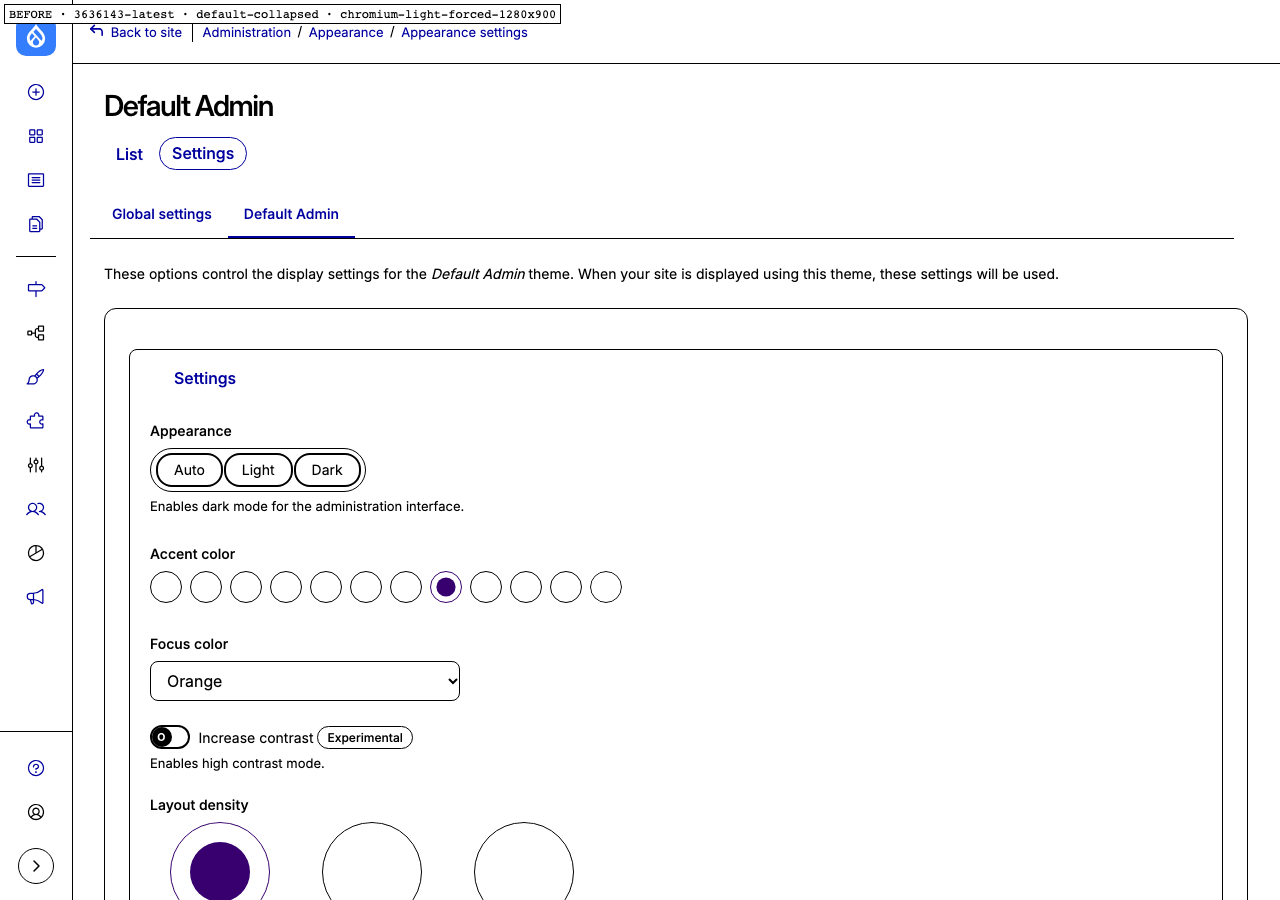 BEFORE · 3636143-latest · default-collapsed · chromium-light-forced-1280x900
Back to site Administration / Appearance / Appearance settings
Default Admin
List Settings
Global settings Default Admin
These options control the display settings for the Default Admin theme. When your site is displayed using this theme, these settings will be used.
Settings
Appearance
Auto Light Dark
Enables dark mode for the administration interface.
Accent color
Focus color
Orange
Increase contrast Experimental
Enables high contrast mode.
Layout density